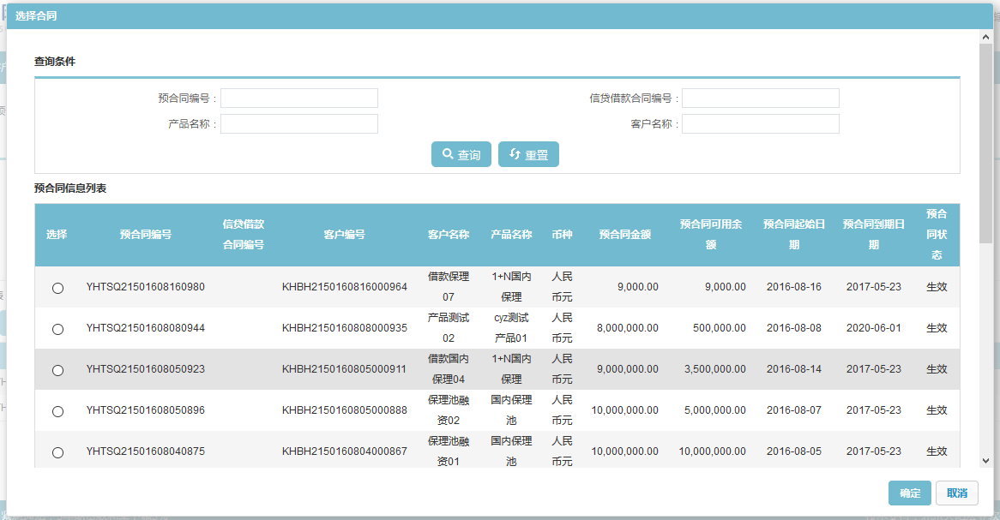 选择合同
查询条件
预合同编号： 信贷借款合同编号：
产品名称： 客户名称：
查询 重置
预合同信息列表
选择 预合同编号 信贷借款合同编号 客户编号 客户名称 产品名称 币种 预合同金额 预合同可用余额 预合同起始日期 预合同到期日期 预合同状态
YHTSQ21501608160980 KHBH2150160816000964 借款保理07 1+N国内保理 人民币元 9,000.00 9,000.00 2016-08-16 2017-05-23 生效
YHTSQ21501608080944 KHBH2150160808000935 产品测试02 cyz测试产品01 人民币元 8,000,000.00 500,000.00 2016-08-08 2020-06-01 生效
YHTSQ21501608050923 KHBH2150160805000911 借款国内保理04 1+N国内保理 人民币元 9,000,000.00 3,500,000.00 2016-08-14 2017-05-23 生效
YHTSQ21501608050896 KHBH2150160805000888 保理池融资02 国内保理池 人民币元 10,000,000.00 5,000,000.00 2016-08-07 2017-05-23 生效
YHTSQ21501608040875 KHBH2150160804000867 保理池融资01 国内保理池 人民币元 10,000,000.00 10,000,000.00 2016-08-05 2017-05-23 生效
确定 取消